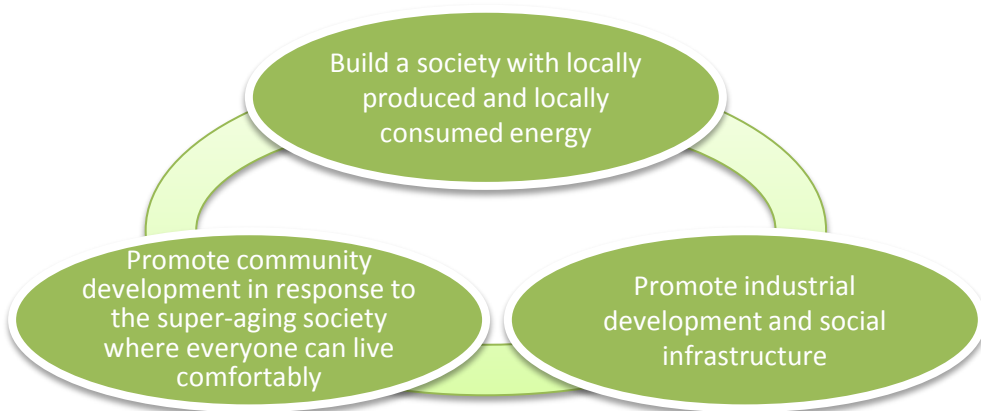 Build a society with locally
produced and locally
consumed energy
Promote community
development in response to
the super-aging society
where everyone can live
comfortably
Promote industrial
development and social
infrastructure